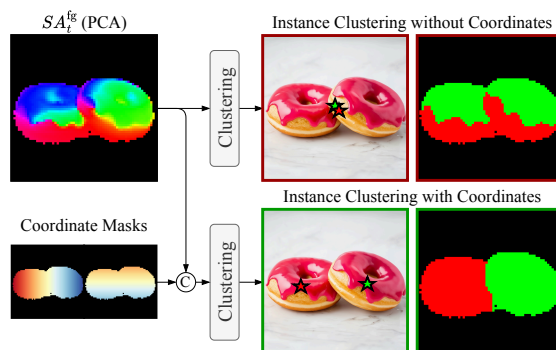 SA_t^fg (PCA)
Instance Clustering without Coordinates
Clustering
Instance Clustering with Coordinates
Coordinate Masks
C
Clustering